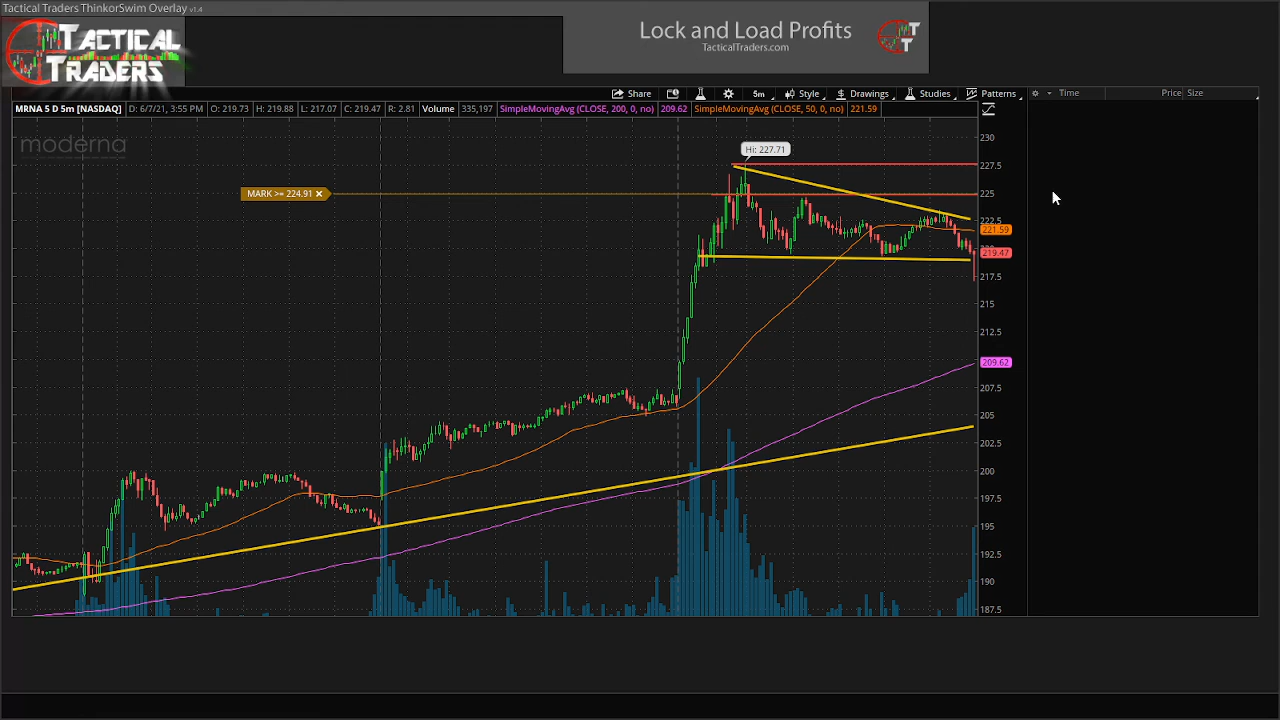 Tactical Traders ThinkorSwim Overlay v1.4
TACTICAL
TRADERS
Lock and Load Profits
TacticalTraders.com
T
T
Share
5m
Style
Drawings
Studies
Patterns
Time
Price
Size
MRNA 5 D 5m [NASDAQ]
D: 6/7/21, 3:55 PM
O: 219.73
H: 219.88
L: 217.07
C: 219.47
R: 2.81
Volume
335,197
SimpleMovingAvg (CLOSE, 200, 0, no)
209.62
SimpleMovingAvg (CLOSE, 50, 0, no)
221.59
moderna
Hi: 227.71
MARK >= 224.91 ×
230
227.5
225
222.5
221.59
219.47
217.5
215
212.5
209.62
207.5
205
202.5
200
197.5
195
192.5
190
187.5